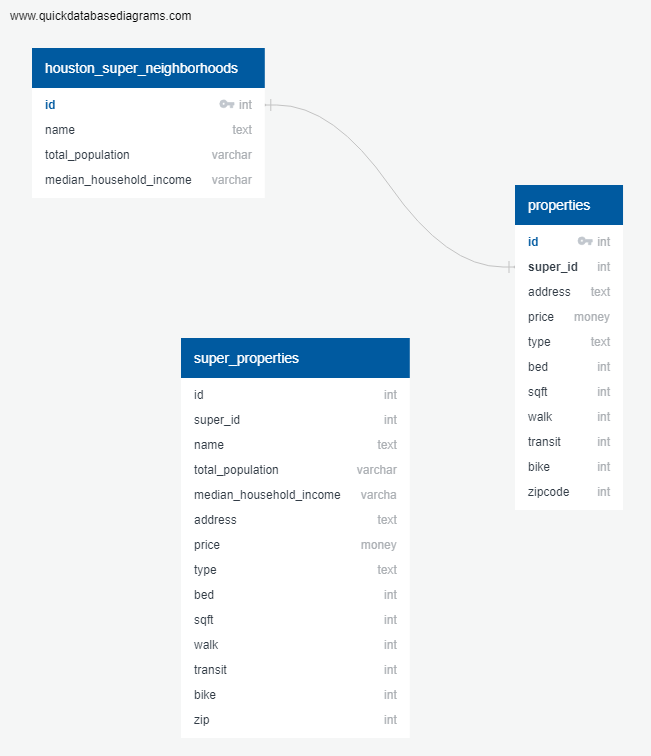 www.quickdatabasediagrams.com
houston_super_neighborhoods
id int
name text
total_population varchar
median_household_income varchar
properties
id int
super_id int
address text
price money
type text
bed int
sqft int
walk int
transit int
bike int
zipcode int
super_properties
id int
super_id int
name text
total_population varchar
median_household_income varcha
address text
price money
type text
bed int
sqft int
walk int
transit int
bike int
zip int